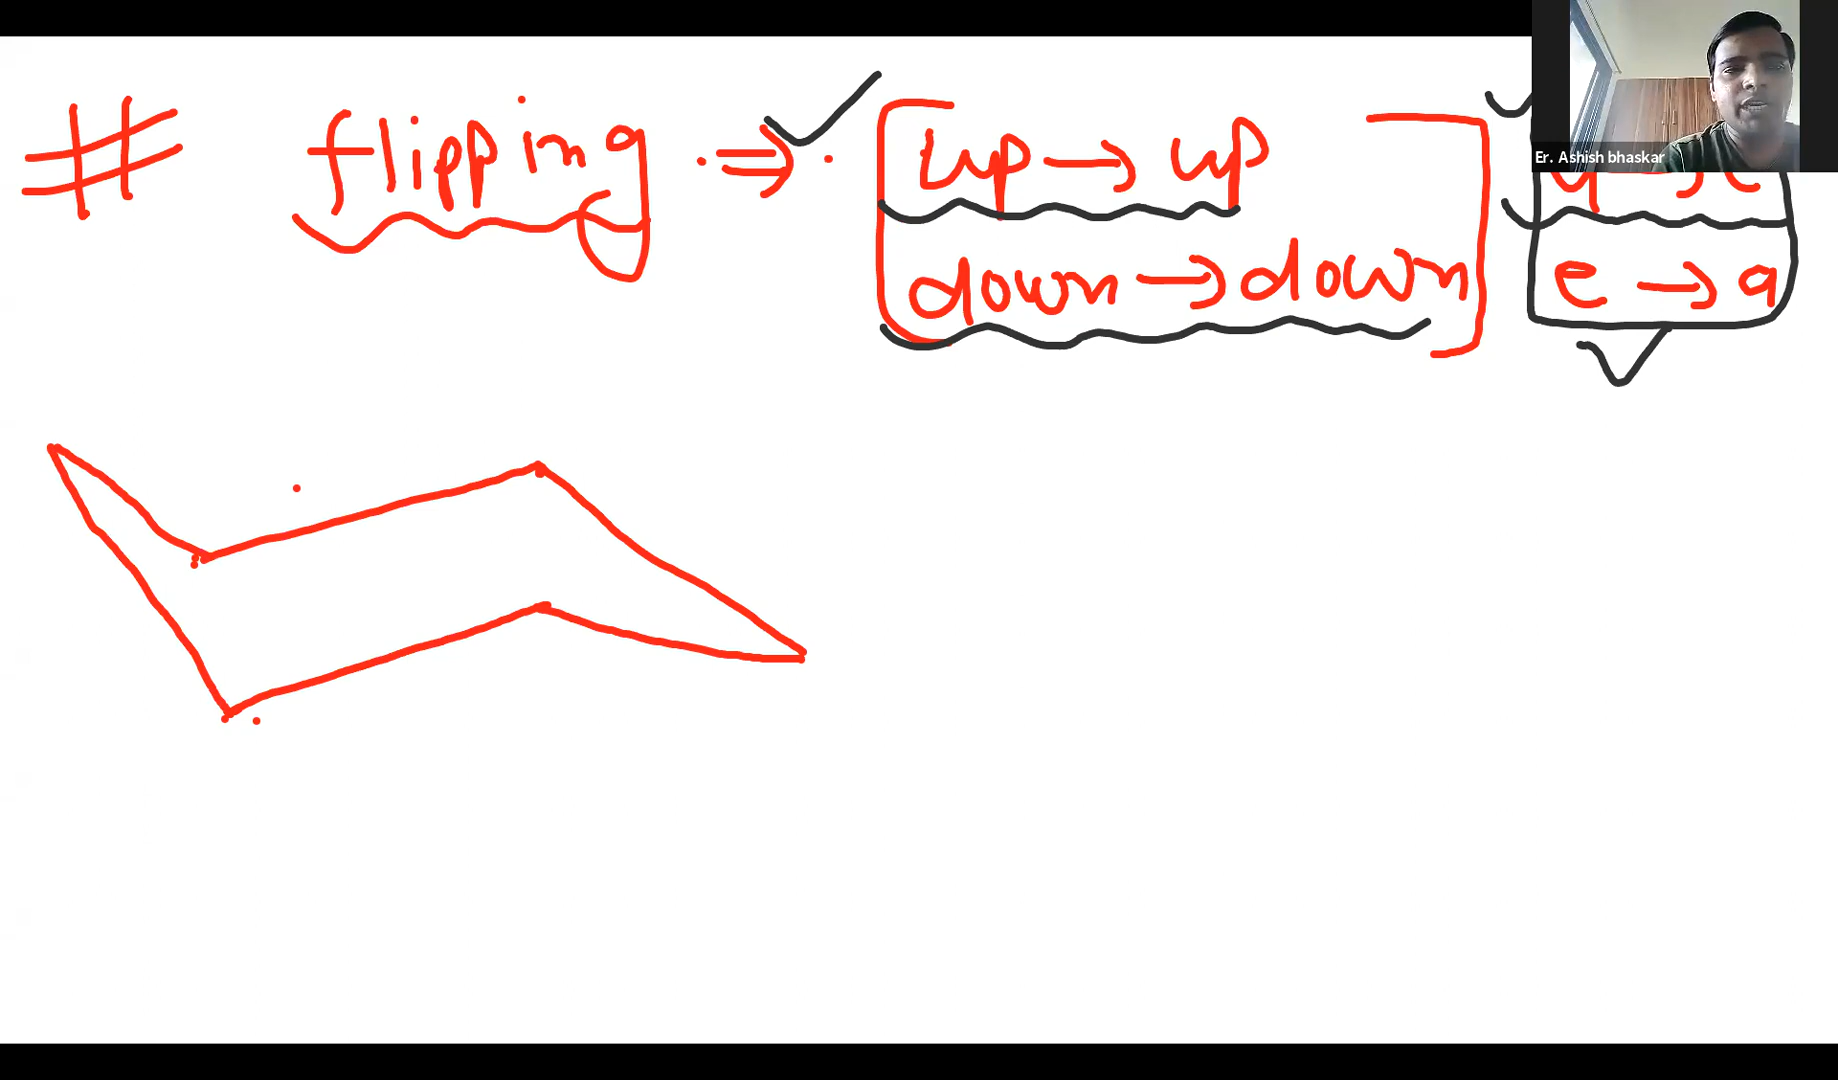 # flipping ⇒ up → up
Er. Ashish bhaskar
down → down e → a